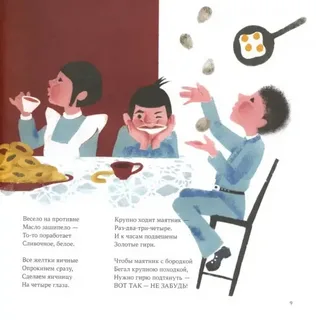 Весело на противне
Масло зашипело —
То-то поработает
Сливочное, белое.
Все желтки яичные
Опрокинем сразу,
Сделаем яичницу
На четыре глаза.
Крупно ходит маятник —
Раз-два-три-четыре.
И к часам подвешены
Золотые гири.
Чтобы маятник с бородкой
Бегал крупною походкой,
Нужно гирю подтянуть —
ВОТ ТАК — НЕ ЗАБУДЬ!
9